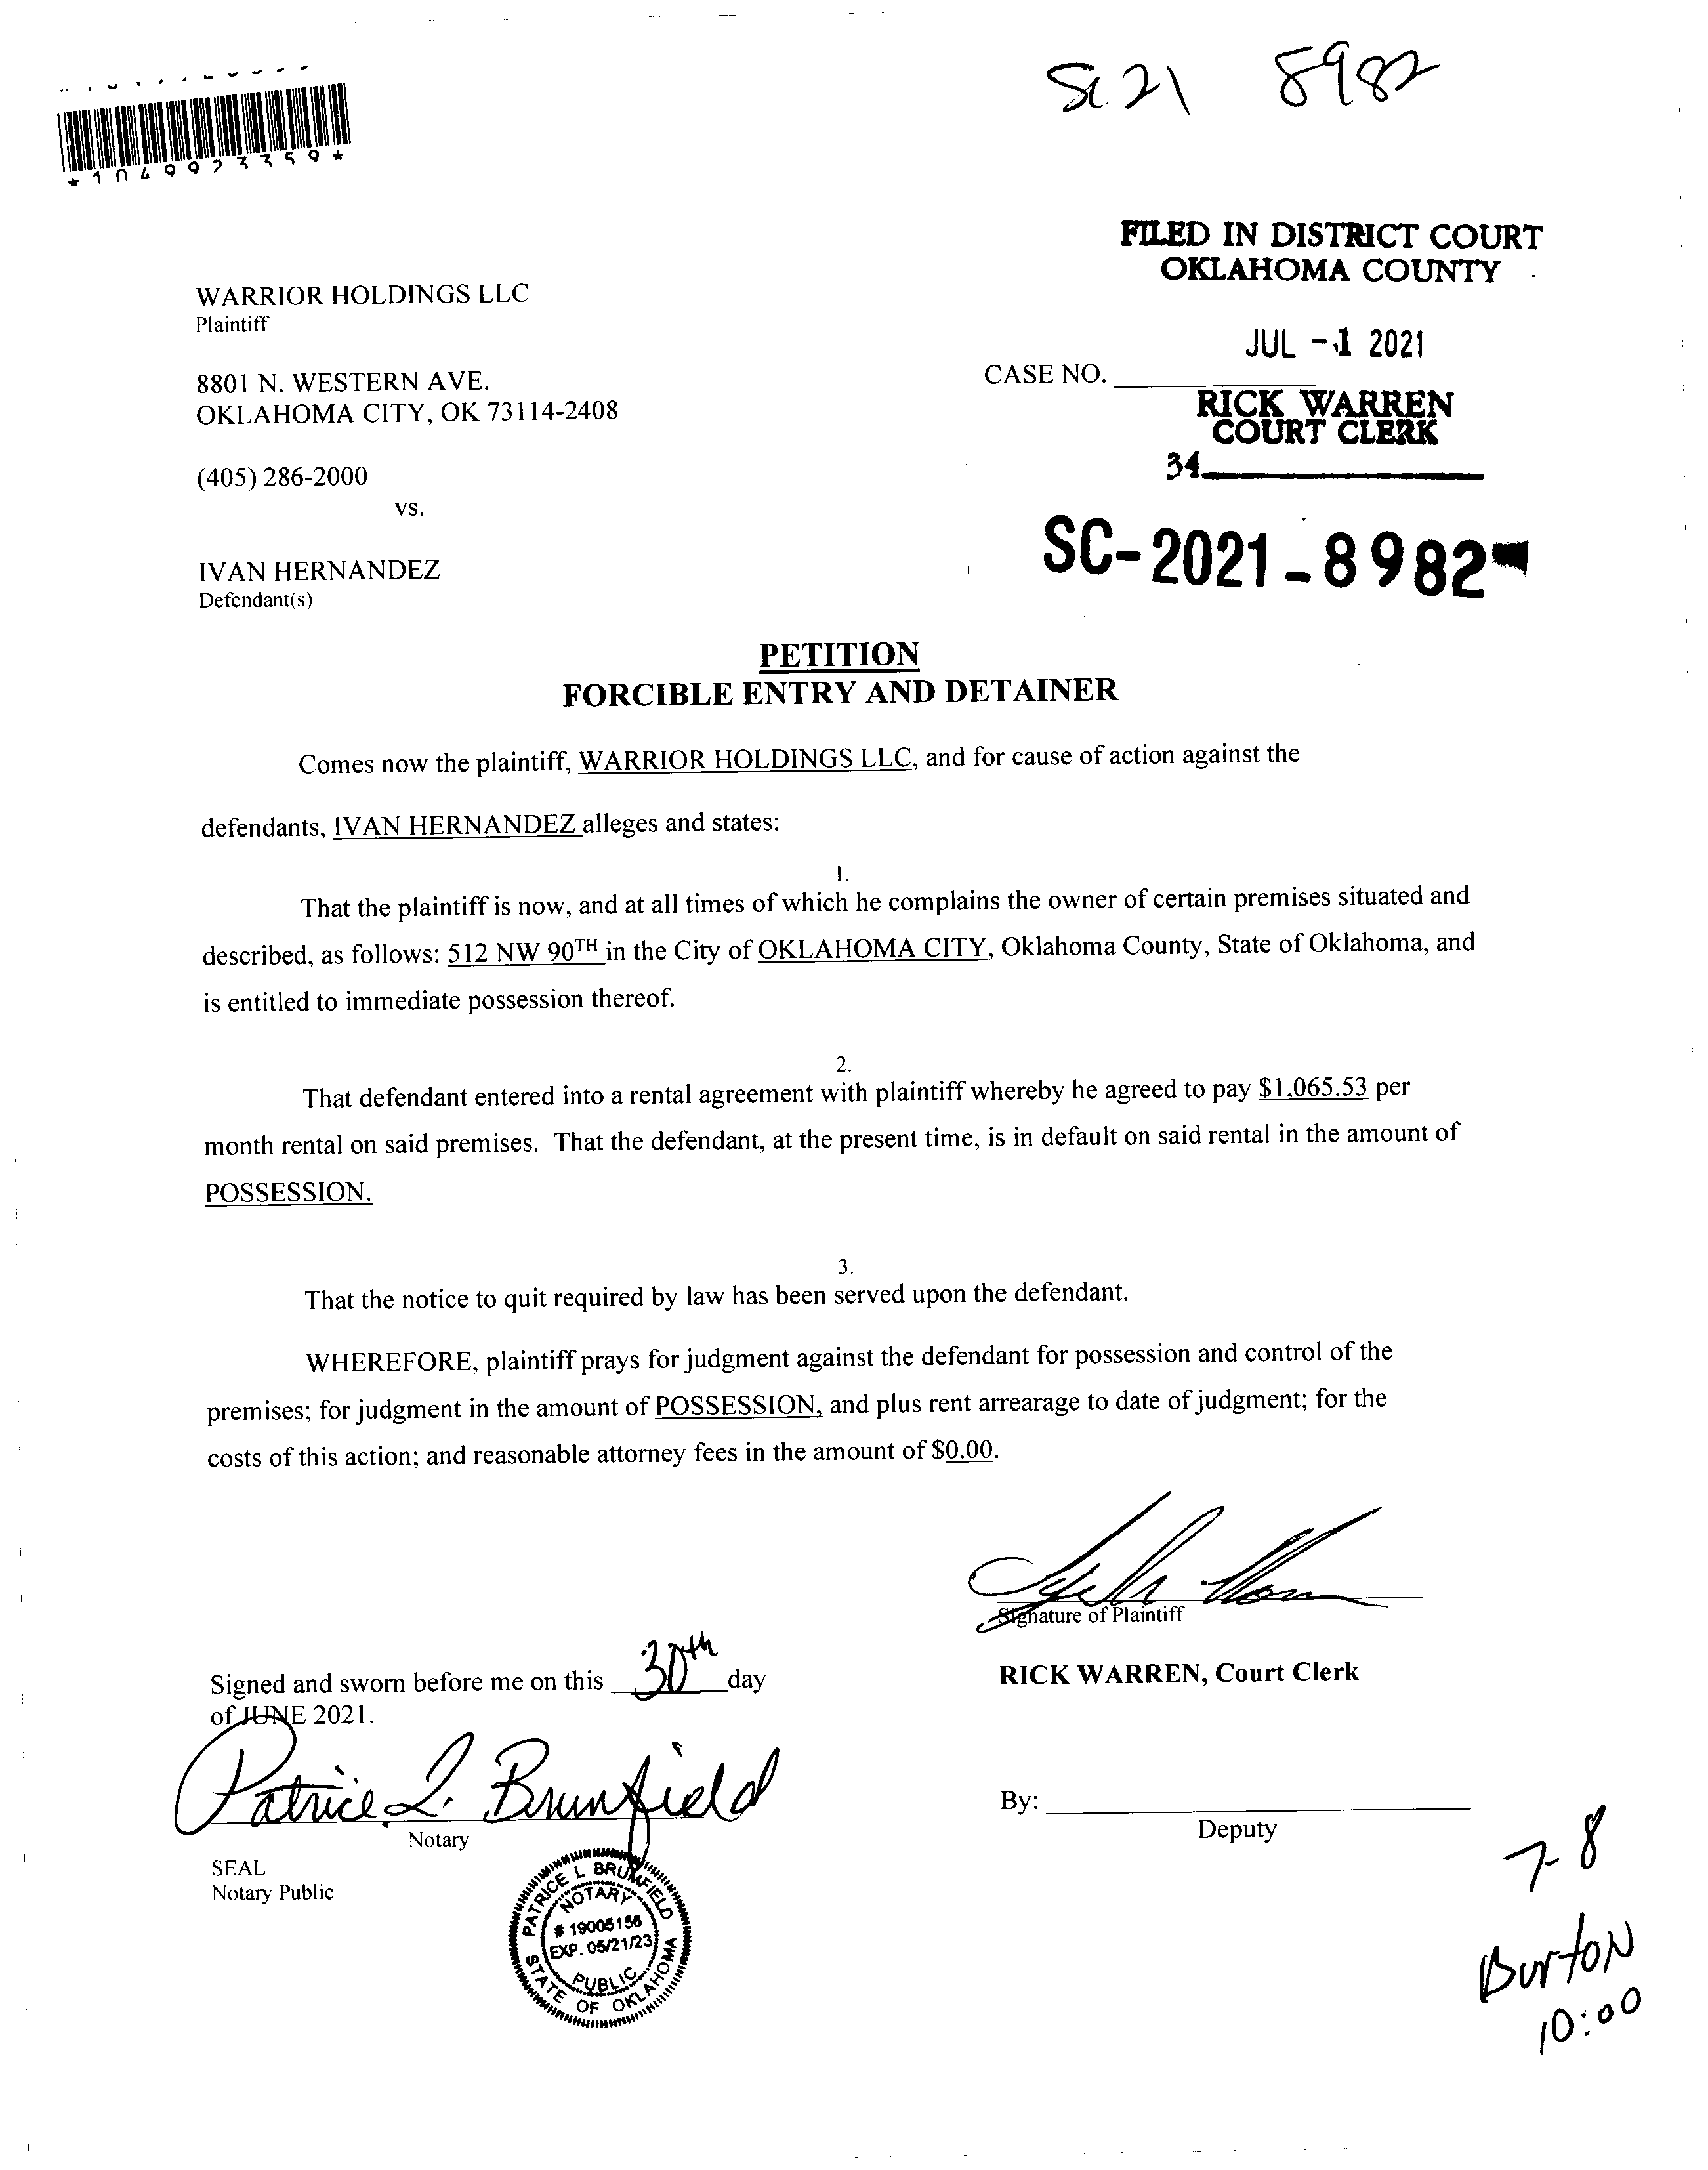 SC 21 8982
*1049923359*
FILED IN DISTRICT COURT
OKLAHOMA COUNTY
WARRIOR HOLDINGS LLC
Plaintiff
JUL -1 2021
8801 N. WESTERN AVE.
OKLAHOMA CITY, OK 73114-2408
CASE NO.
RICK WARREN
COURT CLERK
(405) 286-2000
34
vs.
SC-2021-8982
IVAN HERNANDEZ
Defendant(s)
PETITION
FORCIBLE ENTRY AND DETAINER
Comes now the plaintiff, WARRIOR HOLDINGS LLC, and for cause of action against the
defendants, IVAN HERNANDEZ alleges and states:
1.
That the plaintiff is now, and at all times of which he complains the owner of certain premises situated and
described, as follows: 512 NW 90TH in the City of OKLAHOMA CITY, Oklahoma County, State of Oklahoma, and
is entitled to immediate possession thereof.
2.
That defendant entered into a rental agreement with plaintiff whereby he agreed to pay $1,065.53 per
month rental on said premises. That the defendant, at the present time, is in default on said rental in the amount of
POSSESSION.
3.
That the notice to quit required by law has been served upon the defendant.
WHEREFORE, plaintiff prays for judgment against the defendant for possession and control of the
premises; for judgment in the amount of POSSESSION, and plus rent arrearage to date of judgment; for the
costs of this action; and reasonable attorney fees in the amount of $0.00.
Signature of Plaintiff
Signed and sworn before me on this 30th day
of JUNE 2021.
RICK WARREN, Court Clerk
Patrice L. Brumfield
Notary
By:
Deputy
SEAL
Notary Public
PATRICE L BRUMFIELD
NOTARY
# 19005156
EXP. 05/21/23
PUBLIC
STATE OF OKLAHOMA
7-8
Burton
10:00